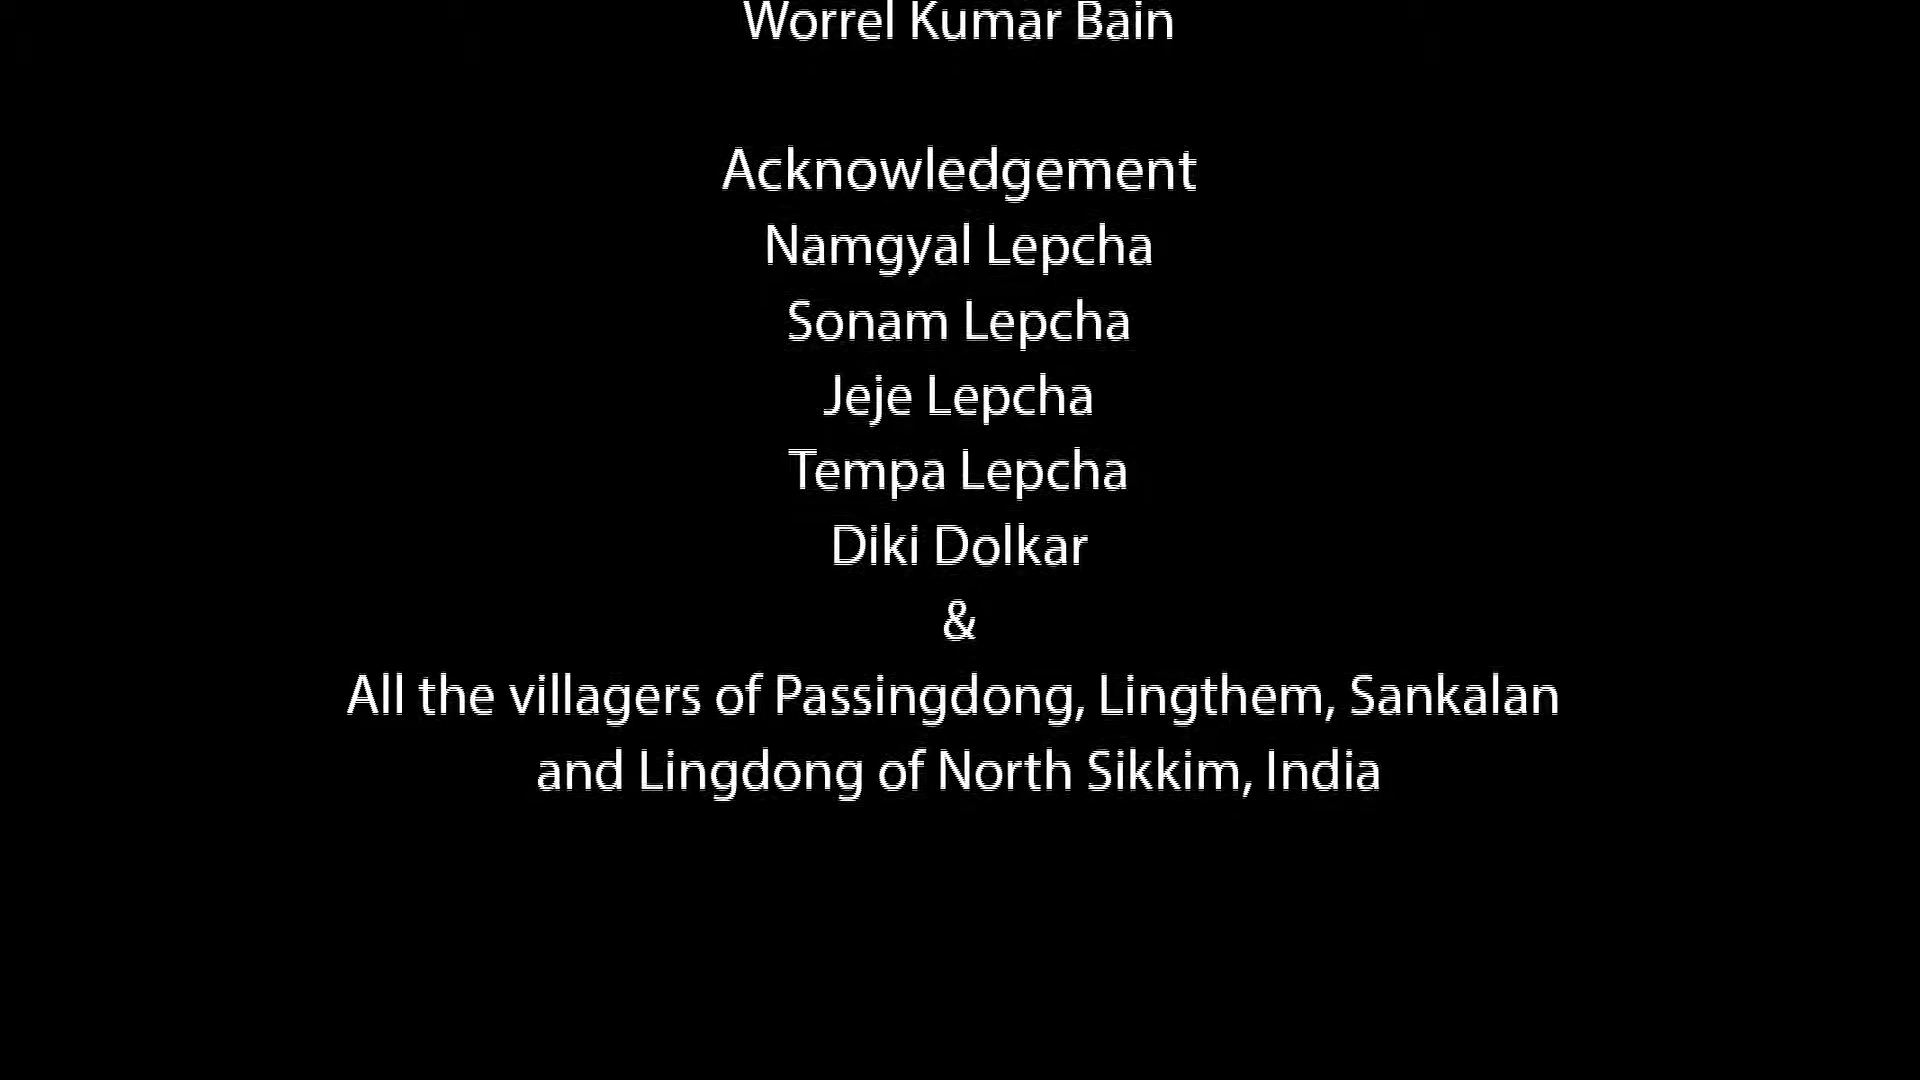 Worrel Kumar Bain
Acknowledgement
Namgyal Lepcha
Sonam Lepcha
Jeje Lepcha
Tempa Lepcha
Diki Dolkar
&
All the villagers of Passingdong, Lingthem, Sankalan
and Lingdong of North Sikkim, India